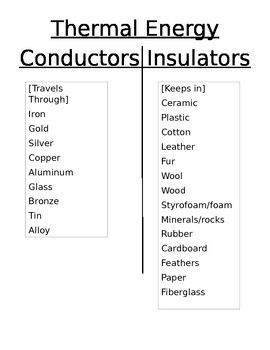 Thermal Energy
Conductors Insulators
[Travels
Through]
Iron
Gold
Silver
Copper
Aluminum
Glass
Bronze
Tin
Alloy
[Keeps in]
Ceramic
Plastic
Cotton
Leather
Fur
Wool
Wood
Styrofoam/foam
Minerals/rocks
Rubber
Cardboard
Feathers
Paper
Fiberglass